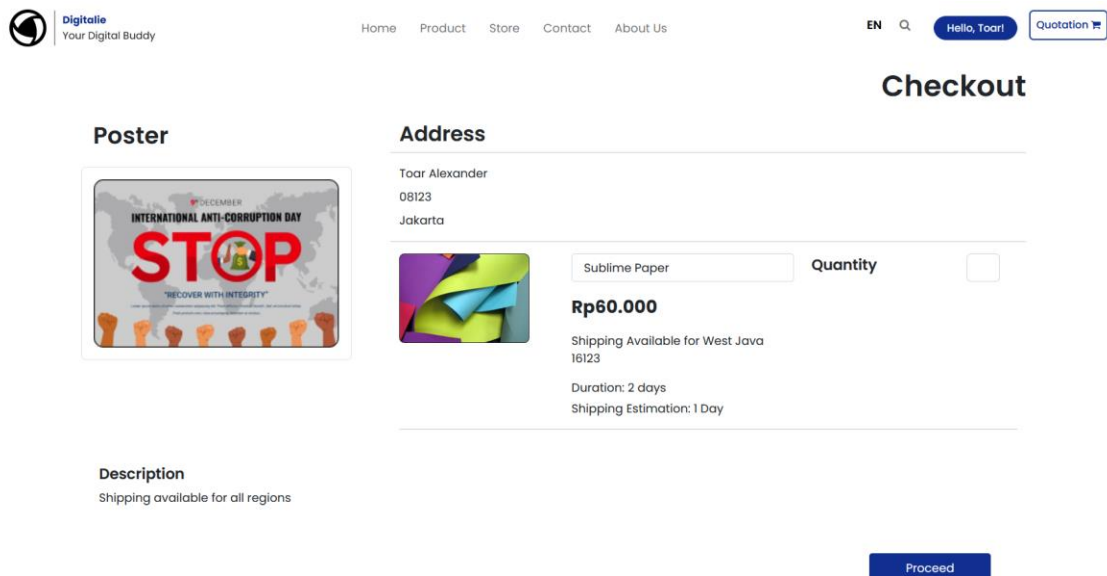 Digitalie
Your Digital Buddy
Home Product Store Contact About Us
EN
Hello, Toar!
Quotation
Checkout
Poster
DECEMBER
INTERNATIONAL ANTI-CORRUPTION DAY
STOP
"RECOVER WITH INTEGRITY"
Address
Toar Alexander
08123
Jakarta
Sublime Paper
Quantity
Rp60.000
Shipping Available for West Java
16123
Duration: 2 days
Shipping Estimation: 1 Day
Description
Shipping available for all regions
Proceed